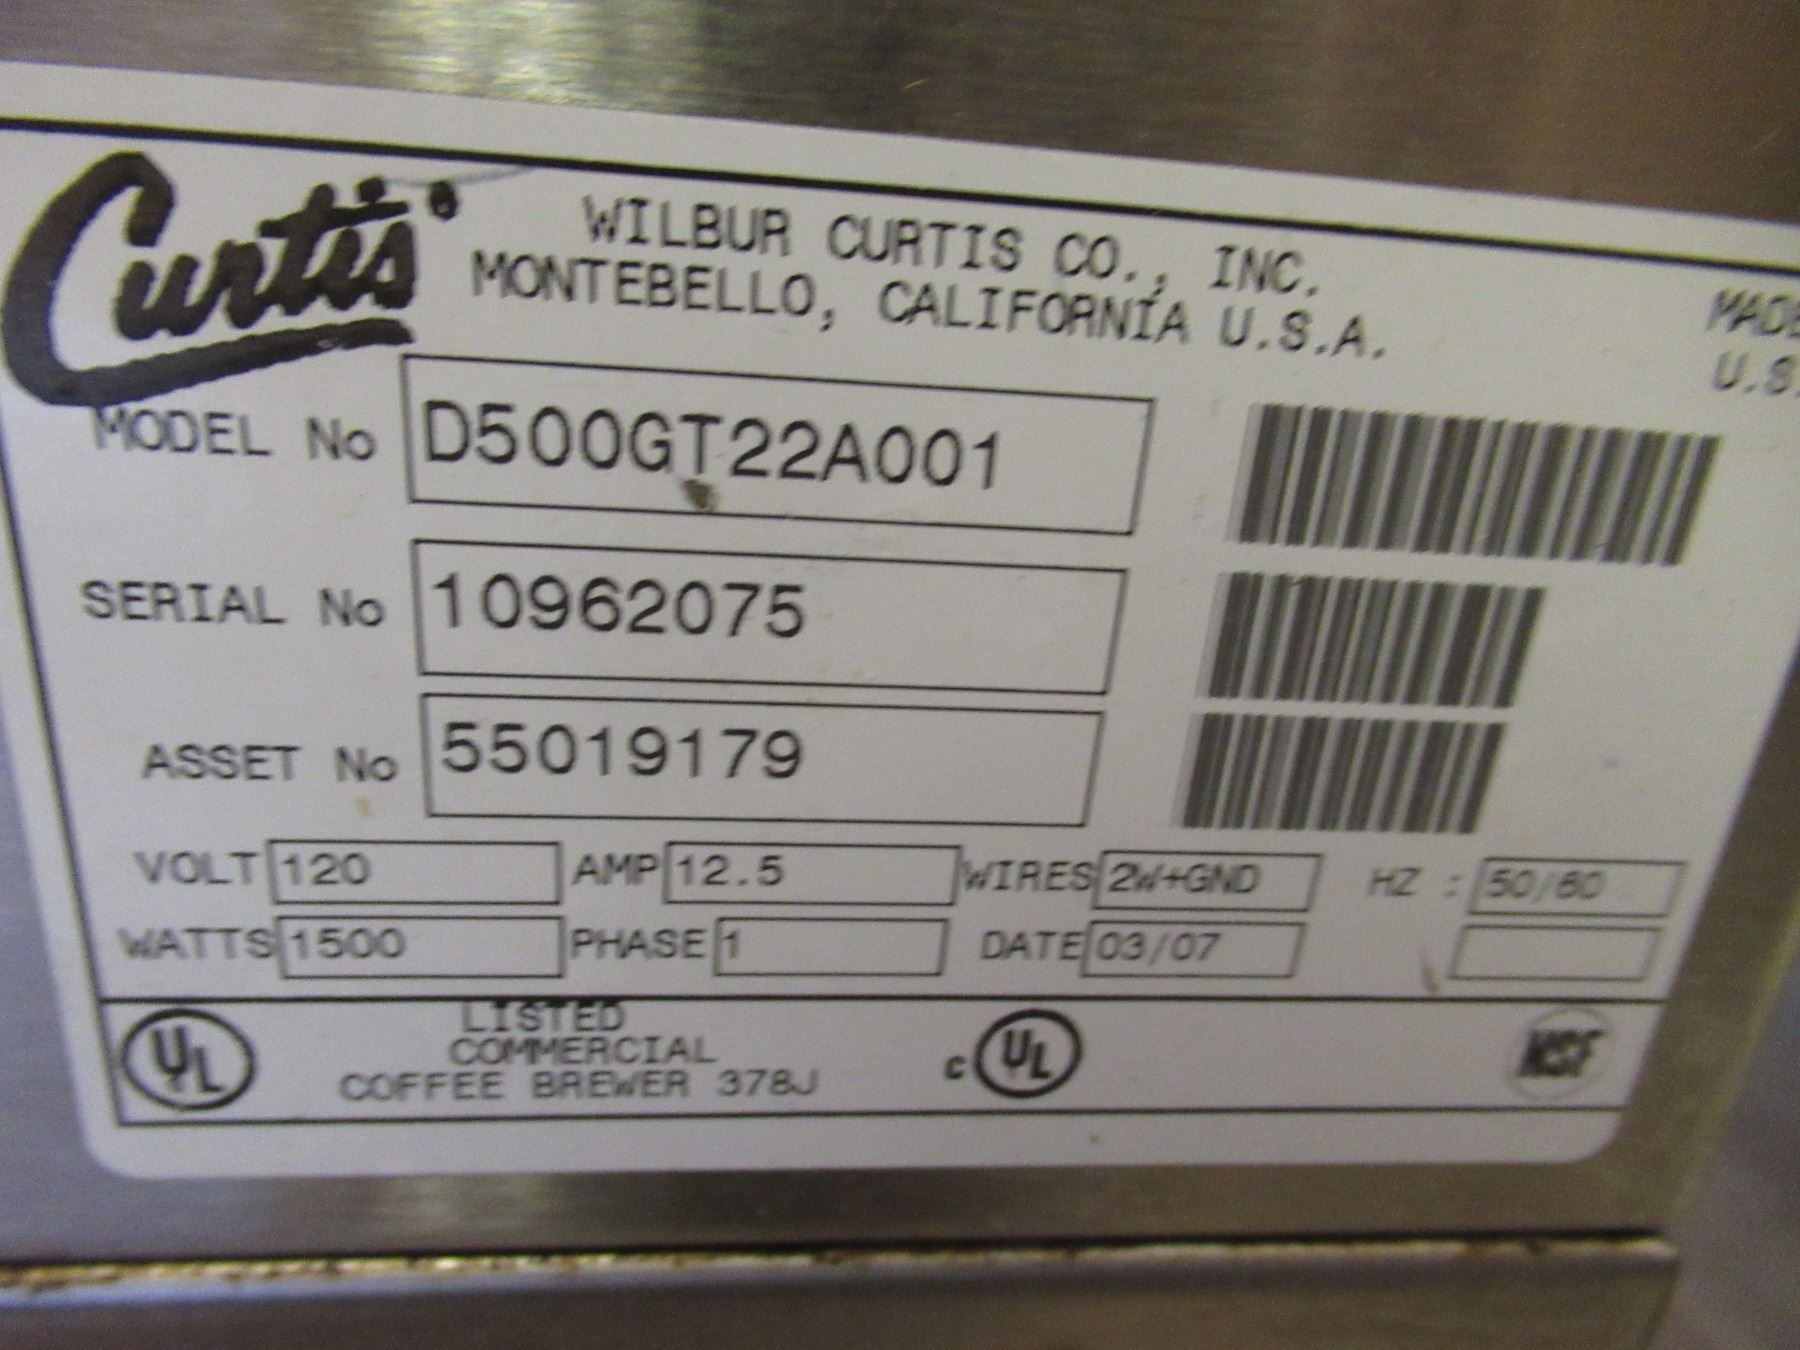 Curtis
WILBUR CURTIS CO., INC.
MONTEBELLO, CALIFORNIA U.S.A.
MADE
U.S.
MODEL No D500GT22A001
SERIAL No 10962075
ASSET No 55019179
VOLT 120 AMP 12.5 WIRES 2W+GND HZ : 50/60
WATTS 1500 PHASE 1 DATE 03/07
UL LISTED c UL NSF
COMMERCIAL
COFFEE BREWER 378J